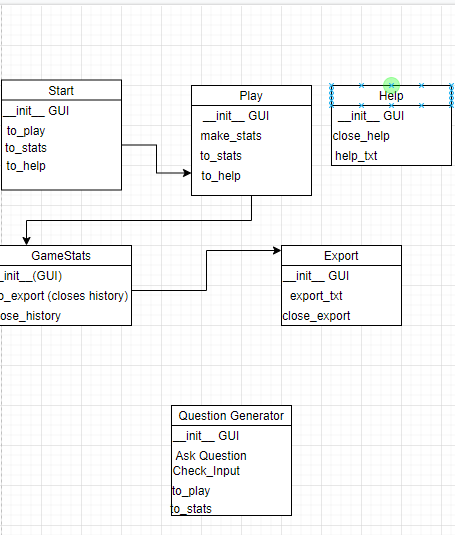 Start
__init__ GUI
to_play
to_stats
to_help
Play
__init__ GUI
make_stats
to_stats
to_help
Help
__init__ GUI
close_help
help_txt
GameStats
_init__(GUI)
o_export (closes history)
ose_history
Export
__init__ GUI
export_txt
close_export
Question Generator
__init__ GUI
Ask Question
Check_Input
to_play
to_stats